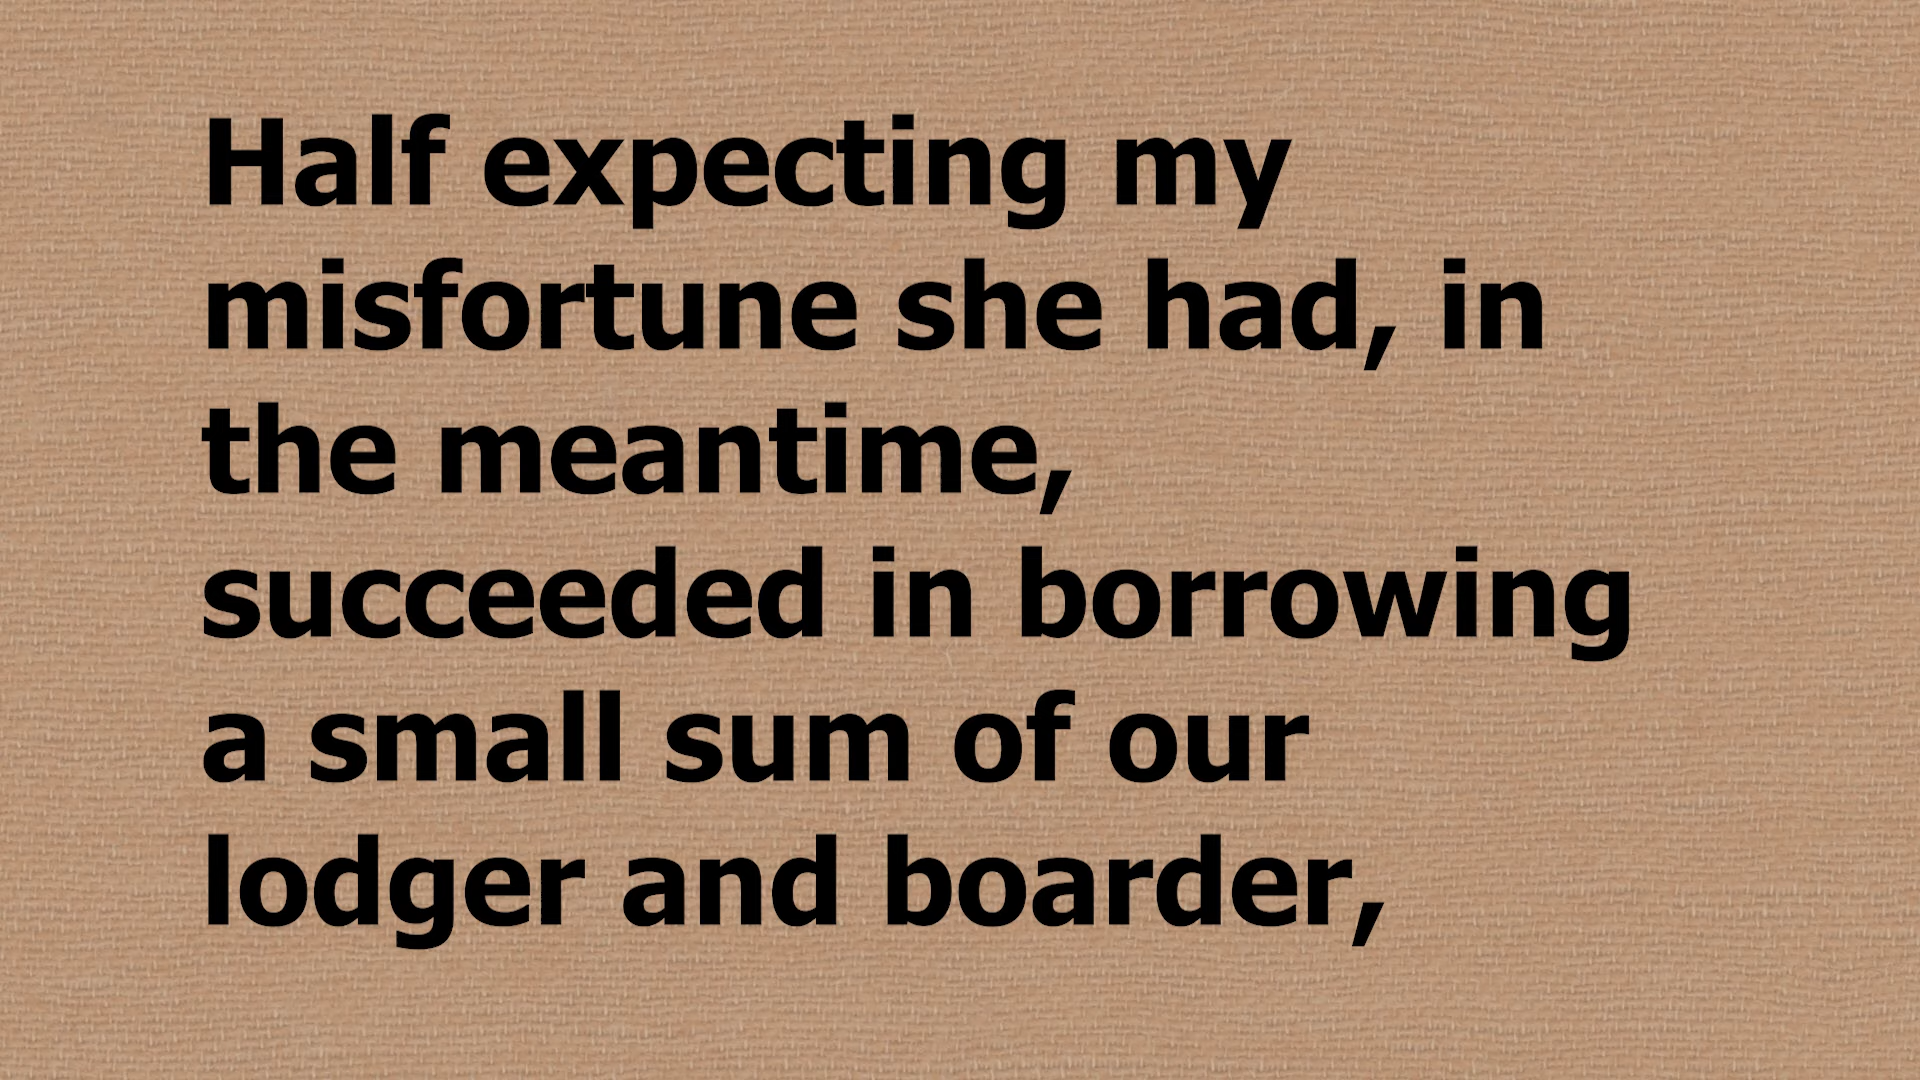 Half expecting my
misfortune she had, in
the meantime,
succeeded in borrowing
a small sum of our
lodger and boarder,